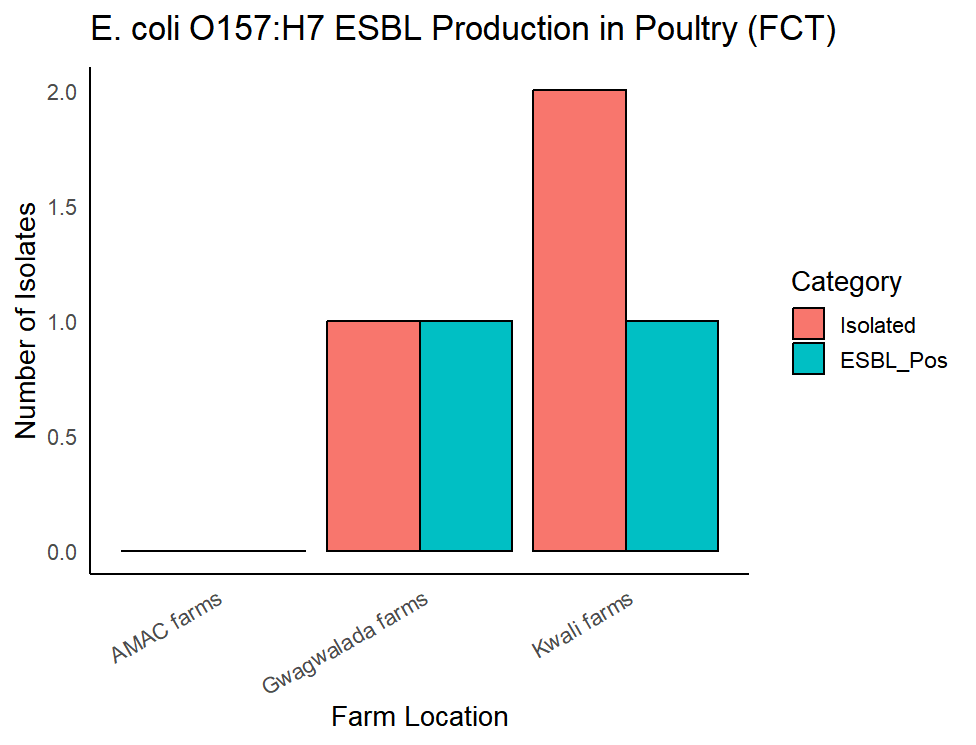 E. coli O157:H7 ESBL Production in Poultry (FCT)
Number of Isolates
2.0
1.5
1.0
0.5
0.0
AMAC farms
Gwagwalada farms
Kwali farms
Farm Location
Category
Isolated
ESBL_Pos